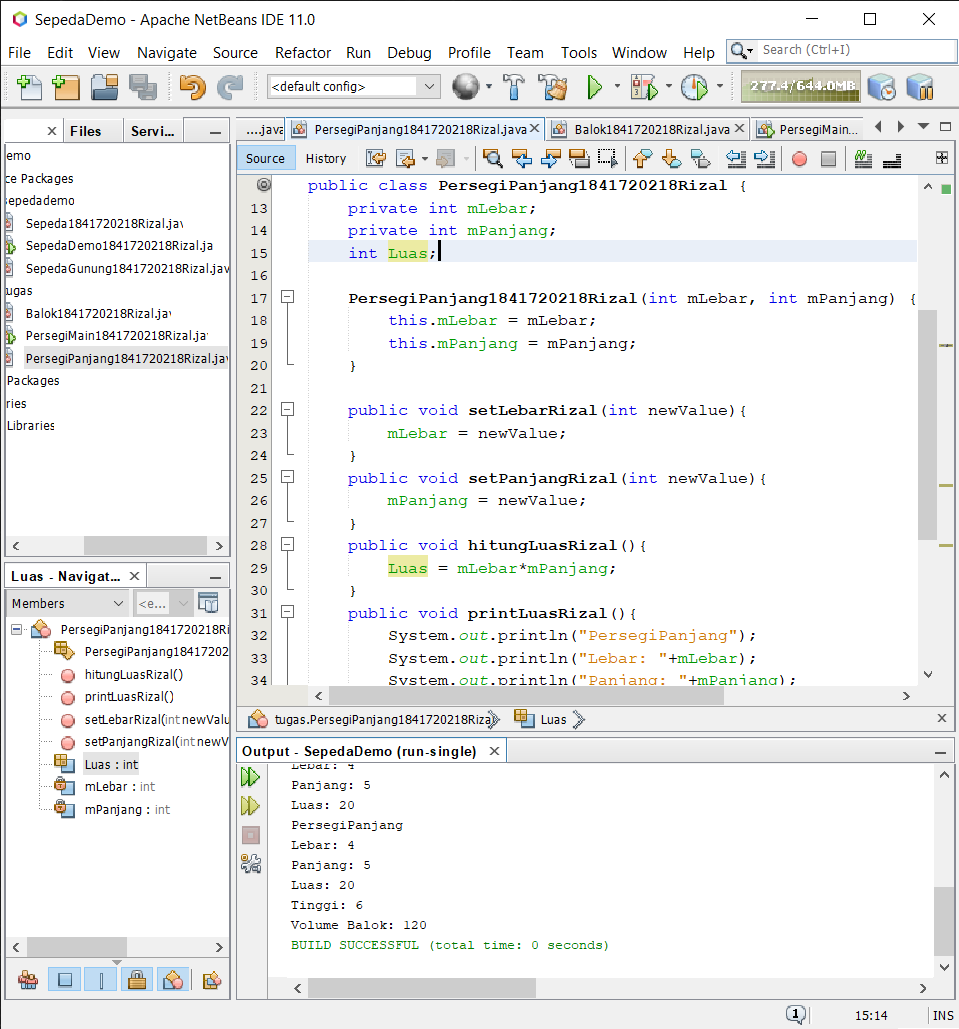 SepedaDemo - Apache NetBeans IDE 11.0
File Edit View Navigate Source Refactor Run Debug Profile Team Tools Window Help Search (Ctrl+I)
<default config> 277.4/644.0MB
Files Servi...
emo
ce Packages
sepedademo
Sepeda1841720218Rizal.jav
SepedaDemo1841720218Rizal.ja
SepedaGunung1841720218Rizal.jav
ugas
Balok1841720218Rizal.jav
PersegiMain1841720218Rizal.jav
PersegiPanjang1841720218Rizal.jav
Packages
ries
Libraries
Luas - Navigat...
Members <e...
PersegiPanjang1841720218Ri
PersegiPanjang18417202
hitungLuasRizal()
printLuasRizal()
setLebarRizal(int newValu
setPanjangRizal(int newV
Luas : int
mLebar : int
mPanjang : int
....java PersegiPanjang1841720218Rizal.java Balok1841720218Rizal.java PersegiMain...
Source History
public class PersegiPanjang1841720218Rizal {
13 private int mLebar;
14 private int mPanjang;
15 int Luas;
16
17 PersegiPanjang1841720218Rizal(int mLebar, int mPanjang) {
18 this.mLebar = mLebar;
19 this.mPanjang = mPanjang;
20 }
21
22 public void setLebarRizal(int newValue){
23 mLebar = newValue;
24 }
25 public void setPanjangRizal(int newValue){
26 mPanjang = newValue;
27 }
28 public void hitungLuasRizal(){
29 Luas = mLebar*mPanjang;
30 }
31 public void printLuasRizal(){
32 System.out.println("PersegiPanjang");
33 System.out.println("Lebar: "+mLebar);
34 System.out.println("Panjang: "+mPanjang);
tugas.PersegiPanjang1841720218Rizal Luas
Output - SepedaDemo (run-single)
Lebar: 4
Panjang: 5
Luas: 20
PersegiPanjang
Lebar: 4
Panjang: 5
Luas: 20
Tinggi: 6
Volume Balok: 120
BUILD SUCCESSFUL (total time: 0 seconds)
1 15:14 INS